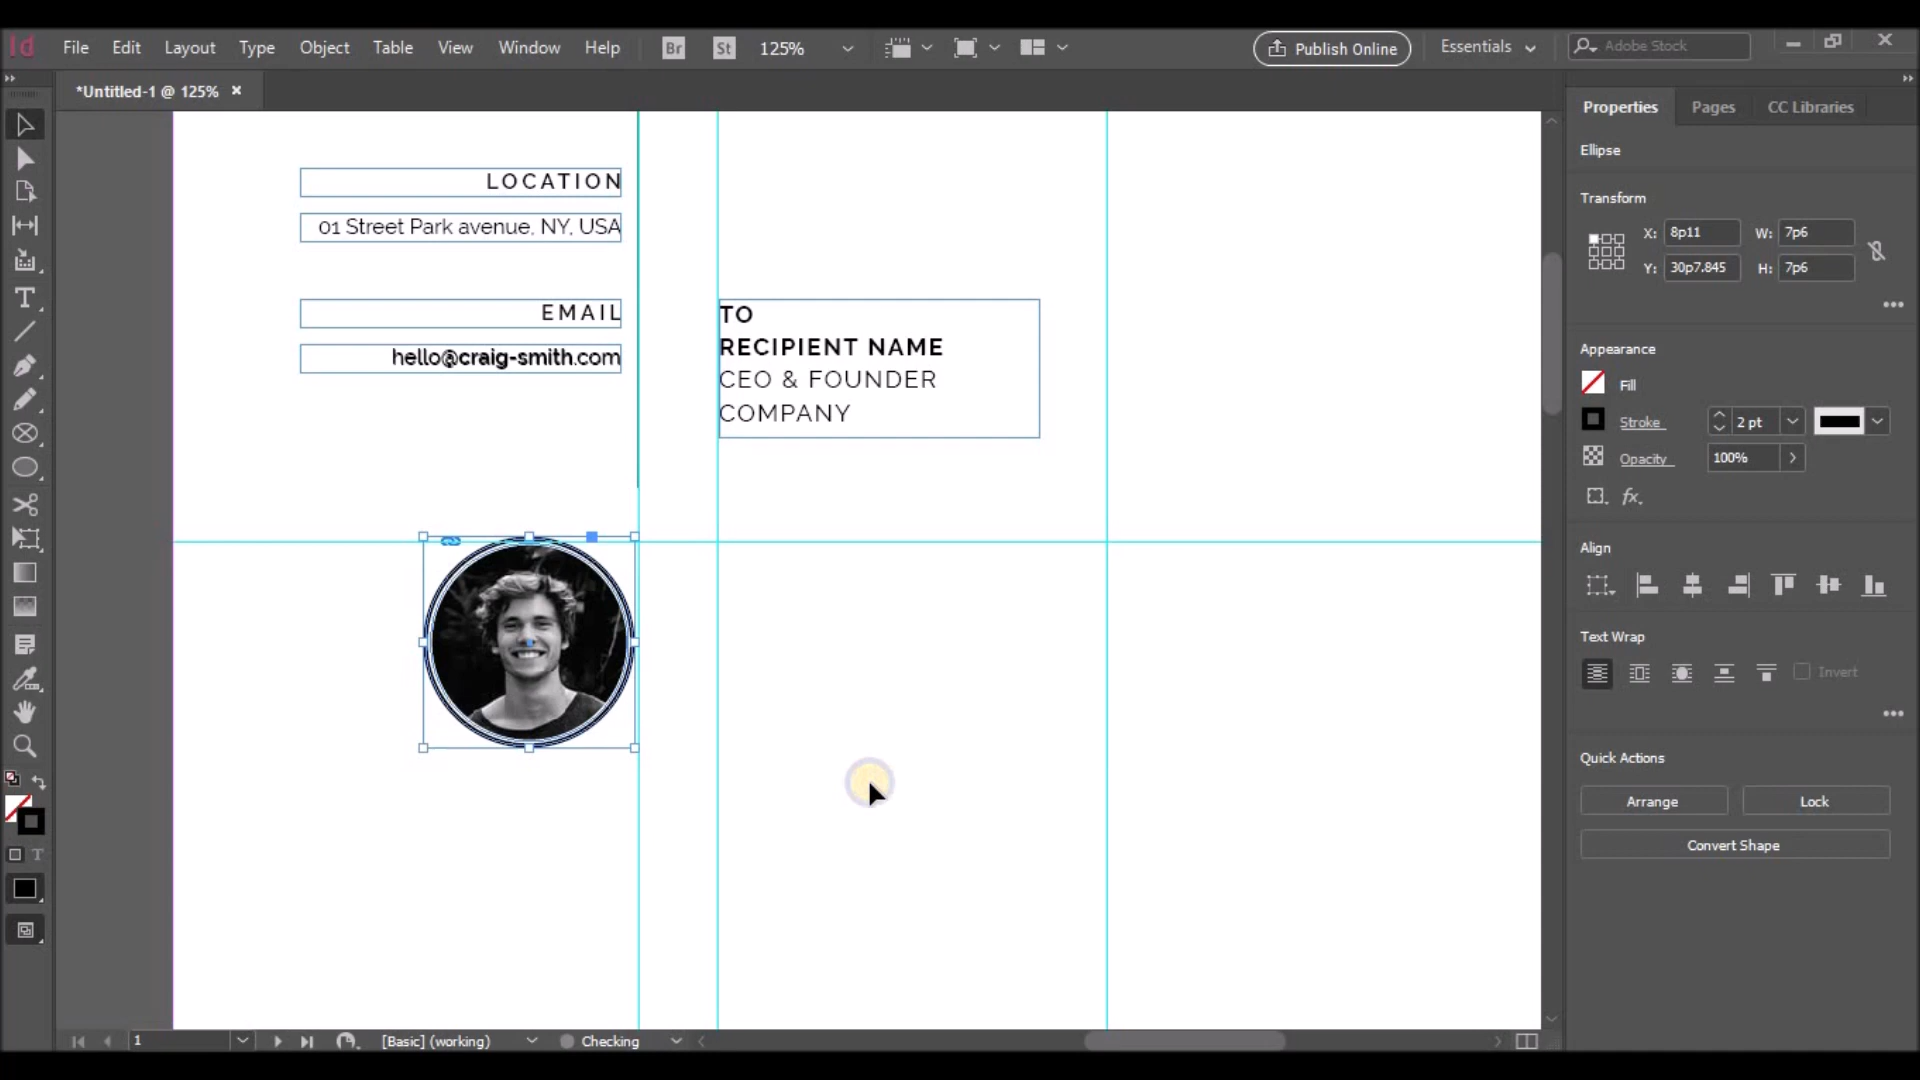 Id File Edit Layout Type Object Table View Window Help Br St 125% Publish Online Essentials Adobe Stock
*Untitled-1 @ 125%
Properties Pages CC Libraries
Ellipse
Transform
X: 8p11 W: 7p6
Y: 30p7.845 H: 7p6
Appearance
Fill
Stroke 2 pt
Opacity 100%
fx.
Align
Text Wrap
Invert
Quick Actions
Arrange Lock
Convert Shape
LOCATION
01 Street Park avenue, NY, USA
EMAIL
hello@craig-smith.com
TO
RECIPIENT NAME
CEO & FOUNDER
COMPANY
T
T
1 [Basic] (working) Checking